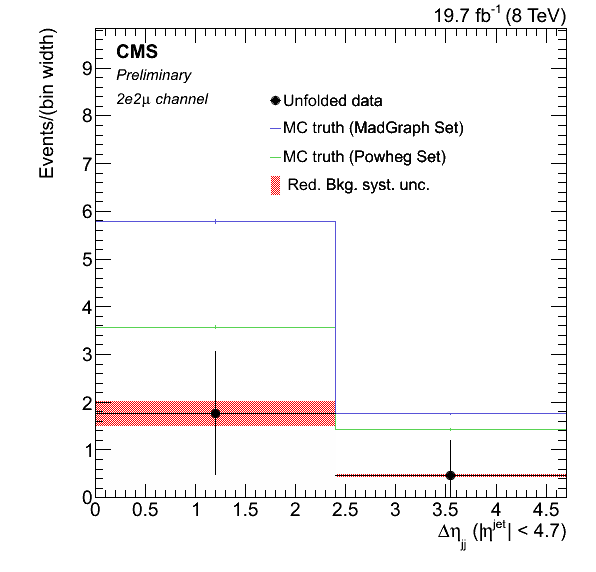 19.7 fb⁻¹ (8 TeV)
Events/(bin width)
CMS
Preliminary
2e2μ channel
Unfolded data
MC truth (MadGraph Set)
MC truth (Powheg Set)
Red. Bkg. syst. unc.
9
8
7
6
5
4
3
2
1
0
0 0.5 1 1.5 2 2.5 3 3.5 4 4.5
Δη_jj (|η^jet| < 4.7)